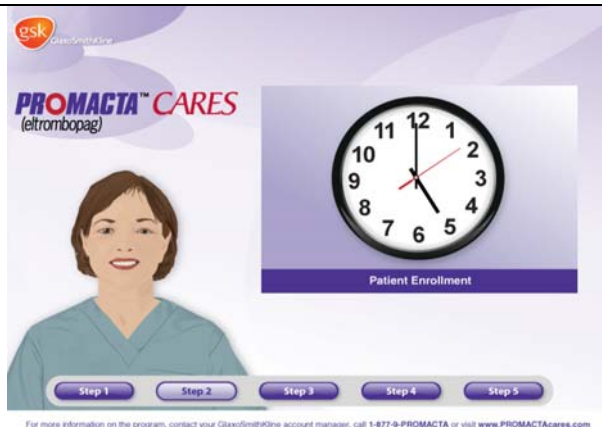 gsk
GlaxoSmithKline
PROMACTA™ CARES
(eltrombopag)
12
11
1
10
2
9
3
8
4
7
5
6
Patient Enrollment
Step 1
Step 2
Step 3
Step 4
Step 5
For more information on the program, contact your GlaxoSmithKline account manager, call 1-877-9-PROMACTA or visit www.PROMACTAcares.com